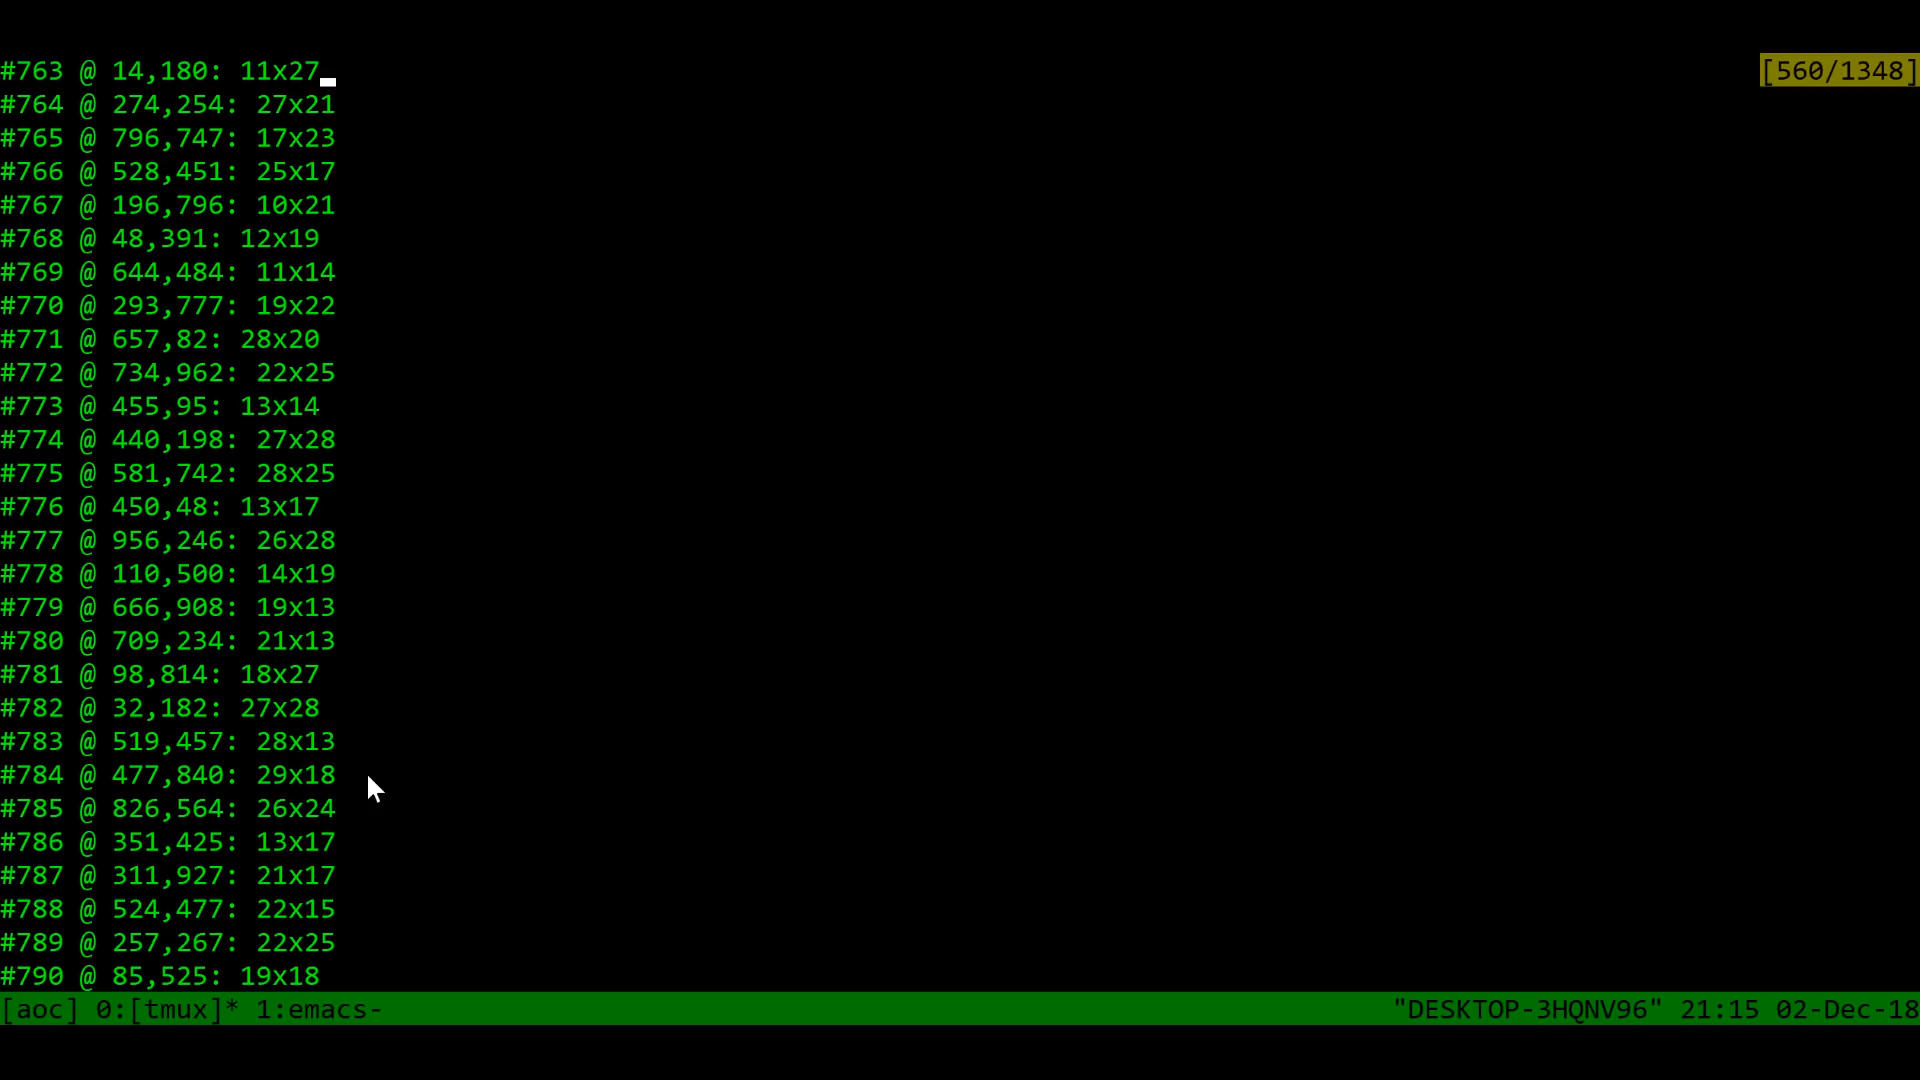 #763 @ 14,180: 11x27 [560/1348]
#764 @ 274,254: 27x21
#765 @ 796,747: 17x23
#766 @ 528,451: 25x17
#767 @ 196,796: 10x21
#768 @ 48,391: 12x19
#769 @ 644,484: 11x14
#770 @ 293,777: 19x22
#771 @ 657,82: 28x20
#772 @ 734,962: 22x25
#773 @ 455,95: 13x14
#774 @ 440,198: 27x28
#775 @ 581,742: 28x25
#776 @ 450,48: 13x17
#777 @ 956,246: 26x28
#778 @ 110,500: 14x19
#779 @ 666,908: 19x13
#780 @ 709,234: 21x13
#781 @ 98,814: 18x27
#782 @ 32,182: 27x28
#783 @ 519,457: 28x13
#784 @ 477,840: 29x18
#785 @ 826,564: 26x24
#786 @ 351,425: 13x17
#787 @ 311,927: 21x17
#788 @ 524,477: 22x15
#789 @ 257,267: 22x25
#790 @ 85,525: 19x18
[aoc] 0:[tmux]* 1:emacs- "DESKTOP-3HQNV96" 21:15 02-Dec-18